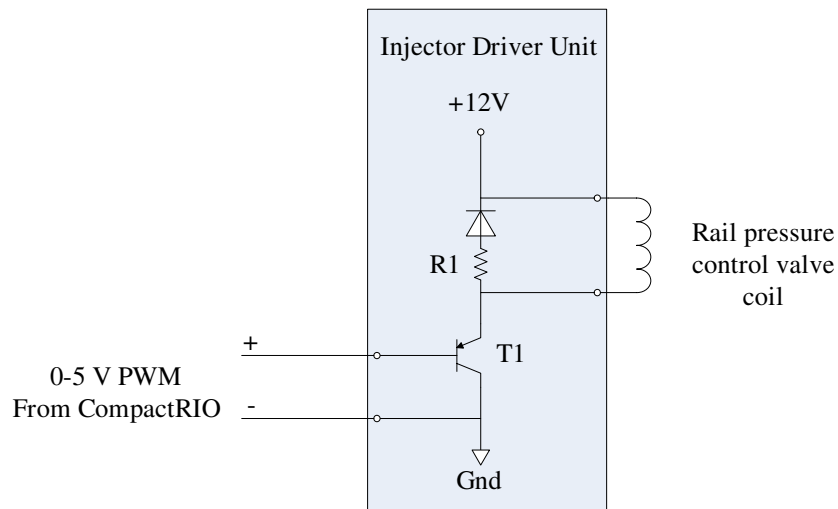 Injector Driver Unit
+12V
R1
Rail pressure
control valve
coil
T1
+
0-5 V PWM
From CompactRIO
-
Gnd